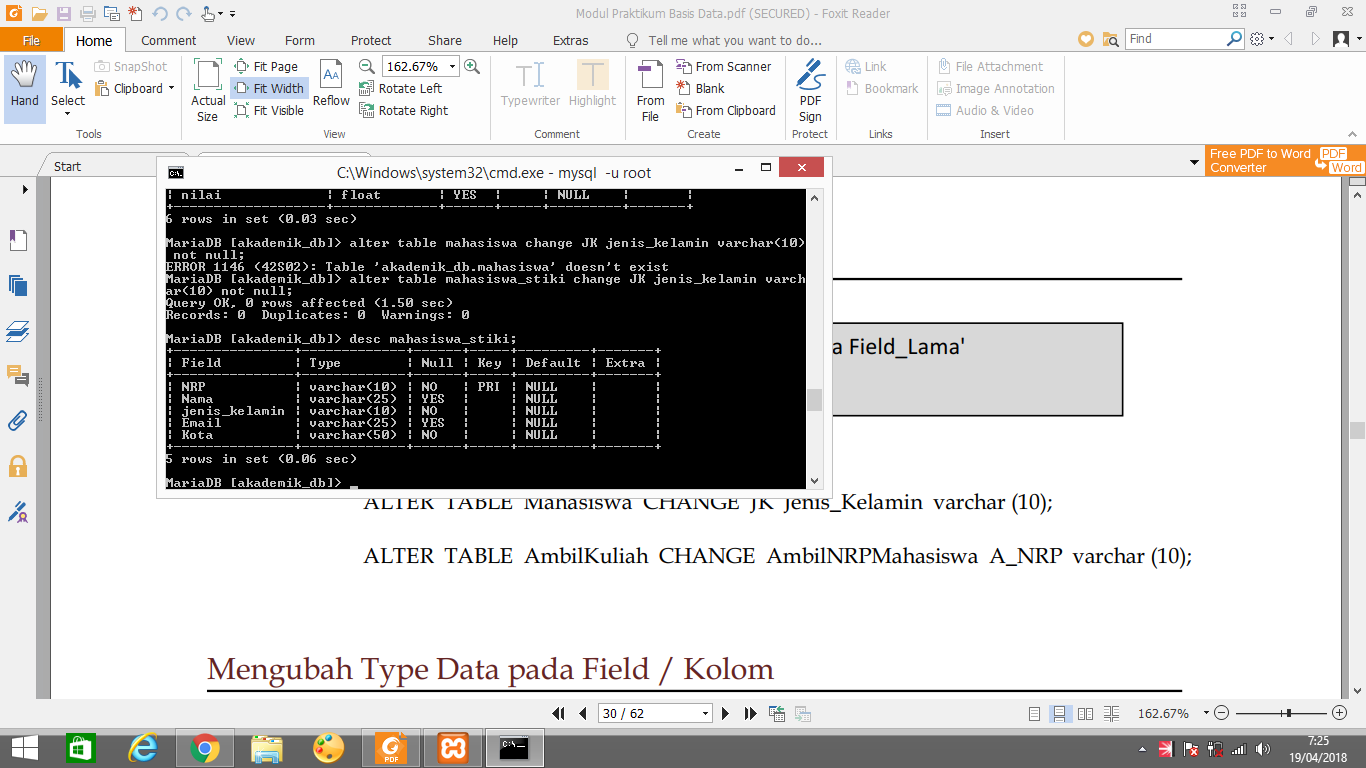 Modul Praktikum Basis Data.pdf (SECURED) - Foxit Reader
File Home Comment View Form Protect Share Help Extras Tell me what you want to do... Find
Hand
Select
SnapShot
Clipboard
Tools
Actual Size
Fit Page
Fit Width
Fit Visible
Reflow
162.67%
Rotate Left
Rotate Right
View
Typewriter
Highlight
Comment
From File
From Scanner
Blank
From Clipboard
Create
PDF Sign
Protect
Link
Bookmark
Links
File Attachment
Image Annotation
Audio & Video
Insert
Start
Free PDF to Word Converter
PDF
Word
C:\Windows\system32\cmd.exe - mysql -u root
| nilai | float | YES | | NULL | |
+--------------------+-------------+------+-----+---------+-------+
6 rows in set (0.03 sec)
MariaDB [akademik_db]> alter table mahasiswa change JK jenis_kelamin varchar(10)
not null;
ERROR 1146 (42S02): Table 'akademik_db.mahasiswa' doesn't exist
MariaDB [akademik_db]> alter table mahasiswa_stiki change JK jenis_kelamin varch
ar(10) not null;
Query OK, 0 rows affected (1.50 sec)
Records: 0 Duplicates: 0 Warnings: 0
MariaDB [akademik_db]> desc mahasiswa_stiki;
+---------------+-------------+------+-----+---------+-------+
| Field | Type | Null | Key | Default | Extra |
+---------------+-------------+------+-----+---------+-------+
| NRP | varchar(10) | NO | PRI | NULL | |
| Nama | varchar(25) | YES | | NULL | |
| jenis_kelamin | varchar(10) | NO | | NULL | |
| Email | varchar(25) | YES | | NULL | |
| Kota | varchar(50) | NO | | NULL | |
+---------------+-------------+------+-----+---------+-------+
5 rows in set (0.06 sec)
MariaDB [akademik_db]> _
a Field_Lama'
ALTER TABLE Mahasiswa CHANGE JK Jenis_Kelamin varchar (10);
ALTER TABLE AmbilKuliah CHANGE AmbilNRPMahasiswa A_NRP varchar (10);
Mengubah Type Data pada Field / Kolom
30 / 62
162.67%
PDF
C:\
7:25
19/04/2018